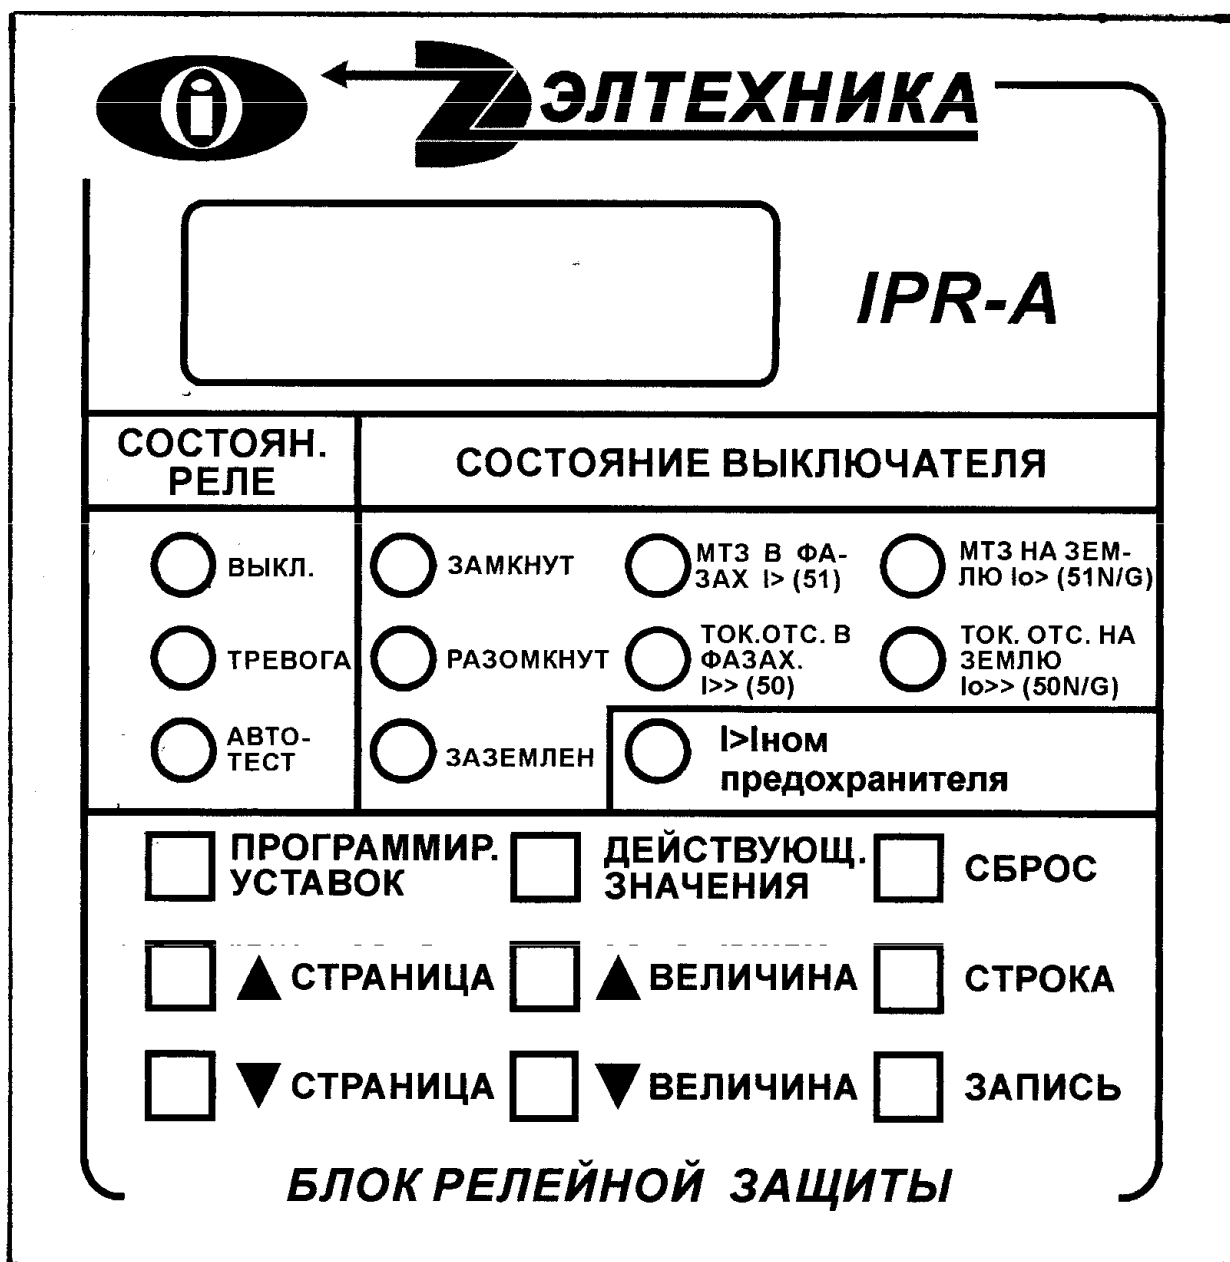 ЭЛТЕХНИКА
IPR-A
СОСТОЯН.
РЕЛЕ
СОСТОЯНИЕ ВЫКЛЮЧАТЕЛЯ
ВЫКЛ.
ЗАМКНУТ
МТЗ В ФА-
ЗАХ I> (51)
МТЗ НА ЗЕМ-
ЛЮ Io> (51N/G)
ТРЕВОГА
РАЗОМКНУТ
ТОК.ОТС. В
ФАЗАХ.
I>> (50)
ТОК. ОТС. НА
ЗЕМЛЮ
Io>> (50N/G)
АВТО-
ТЕСТ
ЗАЗЕМЛЕН
I>Iном
предохранителя
ПРОГРАММИР.
УСТАВОК
ДЕЙСТВУЮЩ.
ЗНАЧЕНИЯ
СБРОС
▲ СТРАНИЦА
▲ ВЕЛИЧИНА
СТРОКА
▼ СТРАНИЦА
▼ ВЕЛИЧИНА
ЗАПИСЬ
БЛОК РЕЛЕЙНОЙ ЗАЩИТЫ